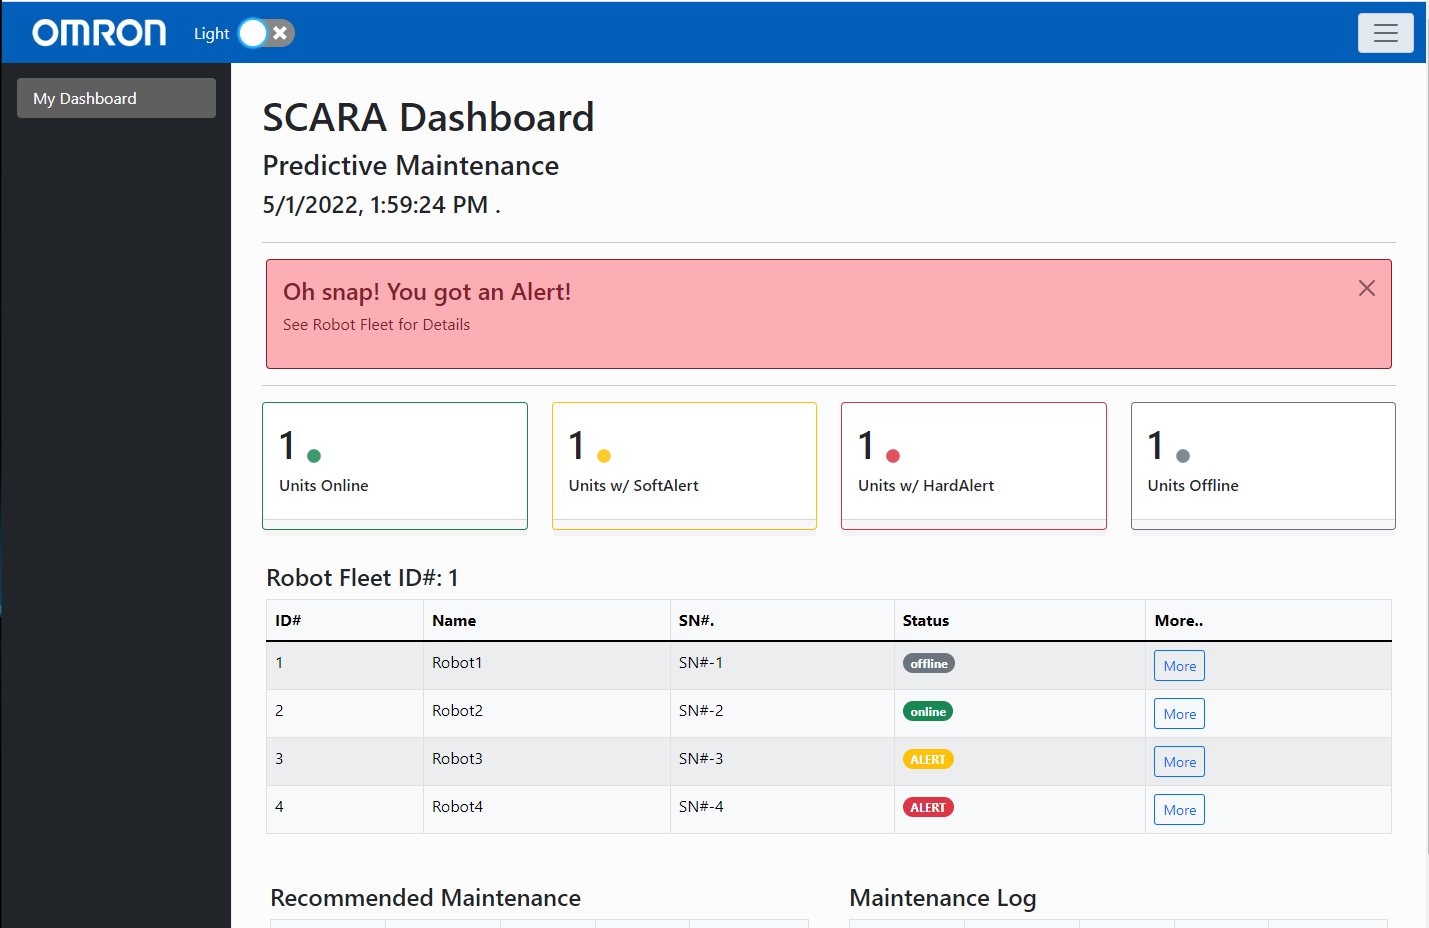 OMRON
Light
My Dashboard
SCARA Dashboard
Predictive Maintenance
5/1/2022, 1:59:24 PM .
Oh snap! You got an Alert!
See Robot Fleet for Details
1
Units Online
1
Units w/ SoftAlert
1
Units w/ HardAlert
1
Units Offline
Robot Fleet ID#: 1
ID# Name SN#. Status More..
1 Robot1 SN#-1 offline More
2 Robot2 SN#-2 online More
3 Robot3 SN#-3 ALERT More
4 Robot4 SN#-4 ALERT More
Recommended Maintenance
Maintenance Log